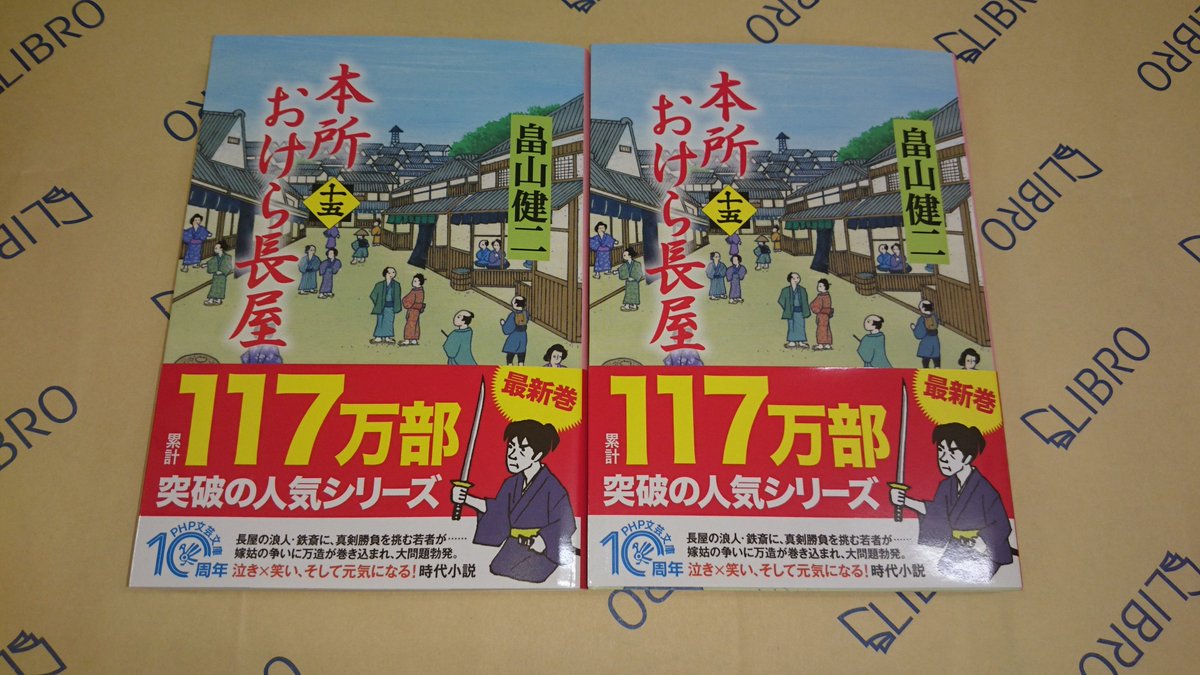 本所
おけら長屋
十五
畠山健二
最新巻
累計
117万部
突破の人気シリーズ
PHP文芸文庫
10周年
長屋の浪人・鉄斎に、真剣勝負を挑む若者が……
嫁姑の争いに万造が巻き込まれ、大問題勃発。
泣き×笑い、そして元気になる!時代小説
本所
おけら長屋
十五
畠山健二
最新巻
累計
117万部
突破の人気シリーズ
PHP文芸文庫
10周年
長屋の浪人・鉄斎に、真剣勝負を挑む若者が……
嫁姑の争いに万造が巻き込まれ、大問題勃発。
泣き×笑い、そして元気になる!時代小説
LIBRO
LIBRO
LIBRO
LIBRO
LIBRO
LIBRO
LIBRO